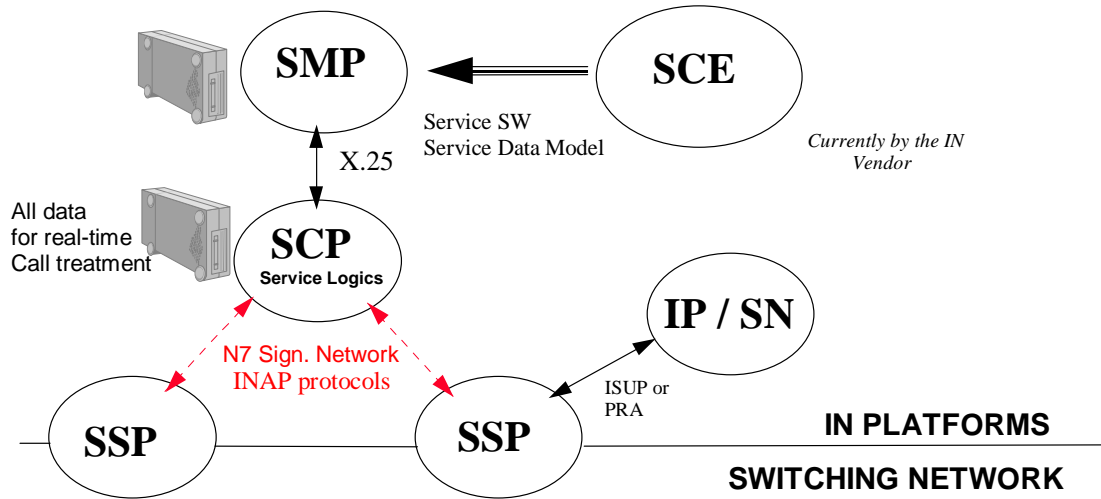 SMP
SCE
Service SW
Service Data Model
Currently by the IN
Vendor
X.25
All data
for real-time
Call treatment
SCP
Service Logics
IP / SN
N7 Sign. Network
INAP protocols
ISUP or
PRA
SSP
SSP
IN PLATFORMS
SWITCHING NETWORK